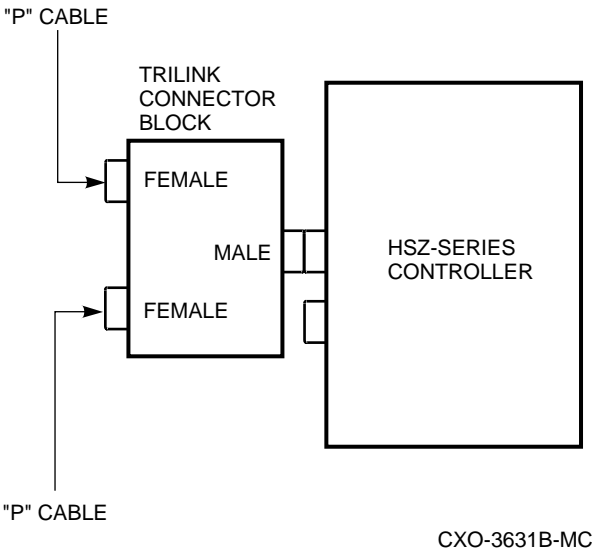 "P" CABLE
TRILINK
CONNECTOR
BLOCK
FEMALE
MALE
FEMALE
HSZ-SERIES
CONTROLLER
"P" CABLE
CXO-3631B-MC